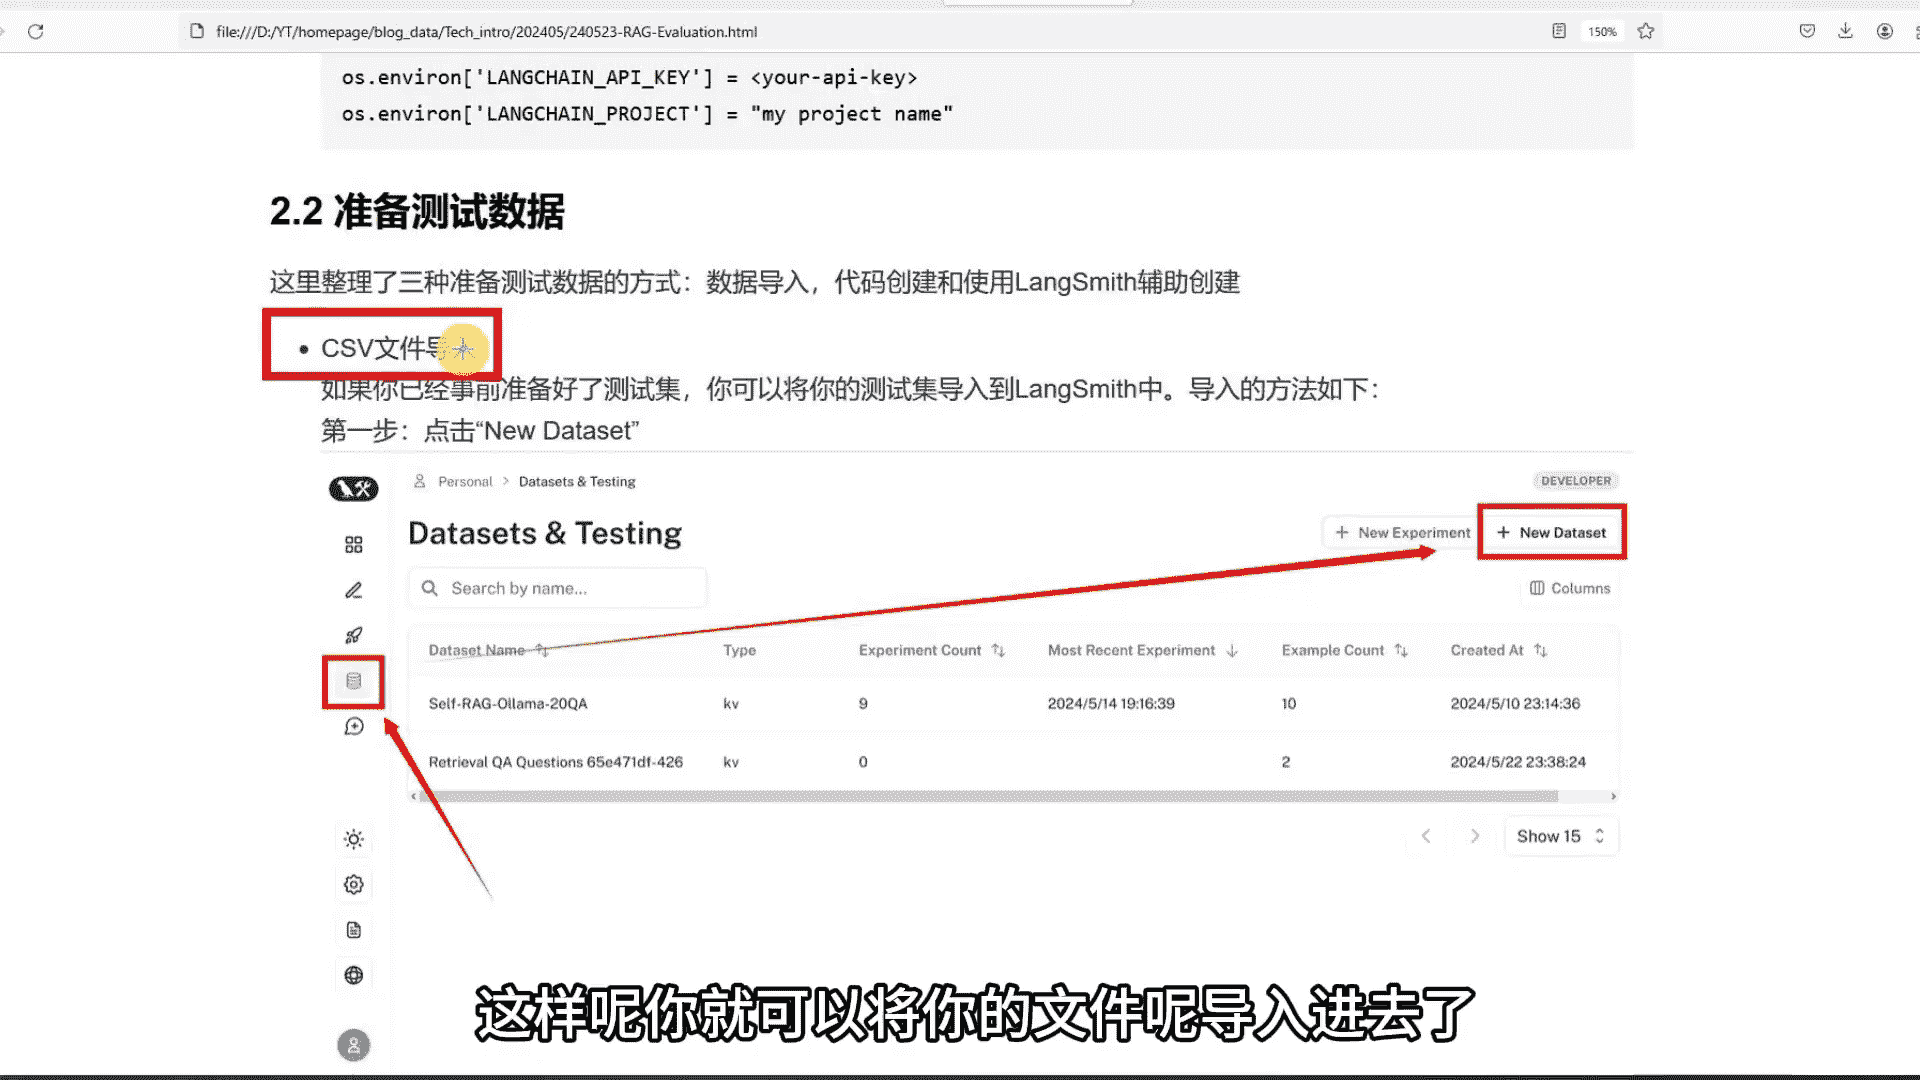 file:///D:/YT/homepage/blog_data/Tech_intro/202405/240523-RAG-Evaluation.html
150%
os.environ['LANGCHAIN_API_KEY'] = <your-api-key>
os.environ['LANGCHAIN_PROJECT'] = "my project name"
2.2 准备测试数据
这里整理了三种准备测试数据的方式：数据导入，代码创建和使用LangSmith辅助创建
• CSV文件导
如果你已经事前准备好了测试集，你可以将你的测试集导入到LangSmith中。导入的方法如下：
第一步：点击“New Dataset”
Personal > Datasets & Testing
DEVELOPER
Datasets & Testing
+ New Experiment
+ New Dataset
Search by name...
Columns
Dataset Name Type Experiment Count Most Recent Experiment Example Count Created At
Self-RAG-Ollama-20QA kv 9 2024/5/14 19:16:39 10 2024/5/10 23:14:36
Retrieval QA Questions 65e471df-426 kv 0 2 2024/5/22 23:38:24
Show 15
这样呢你就可以将你的文件呢导入进去了